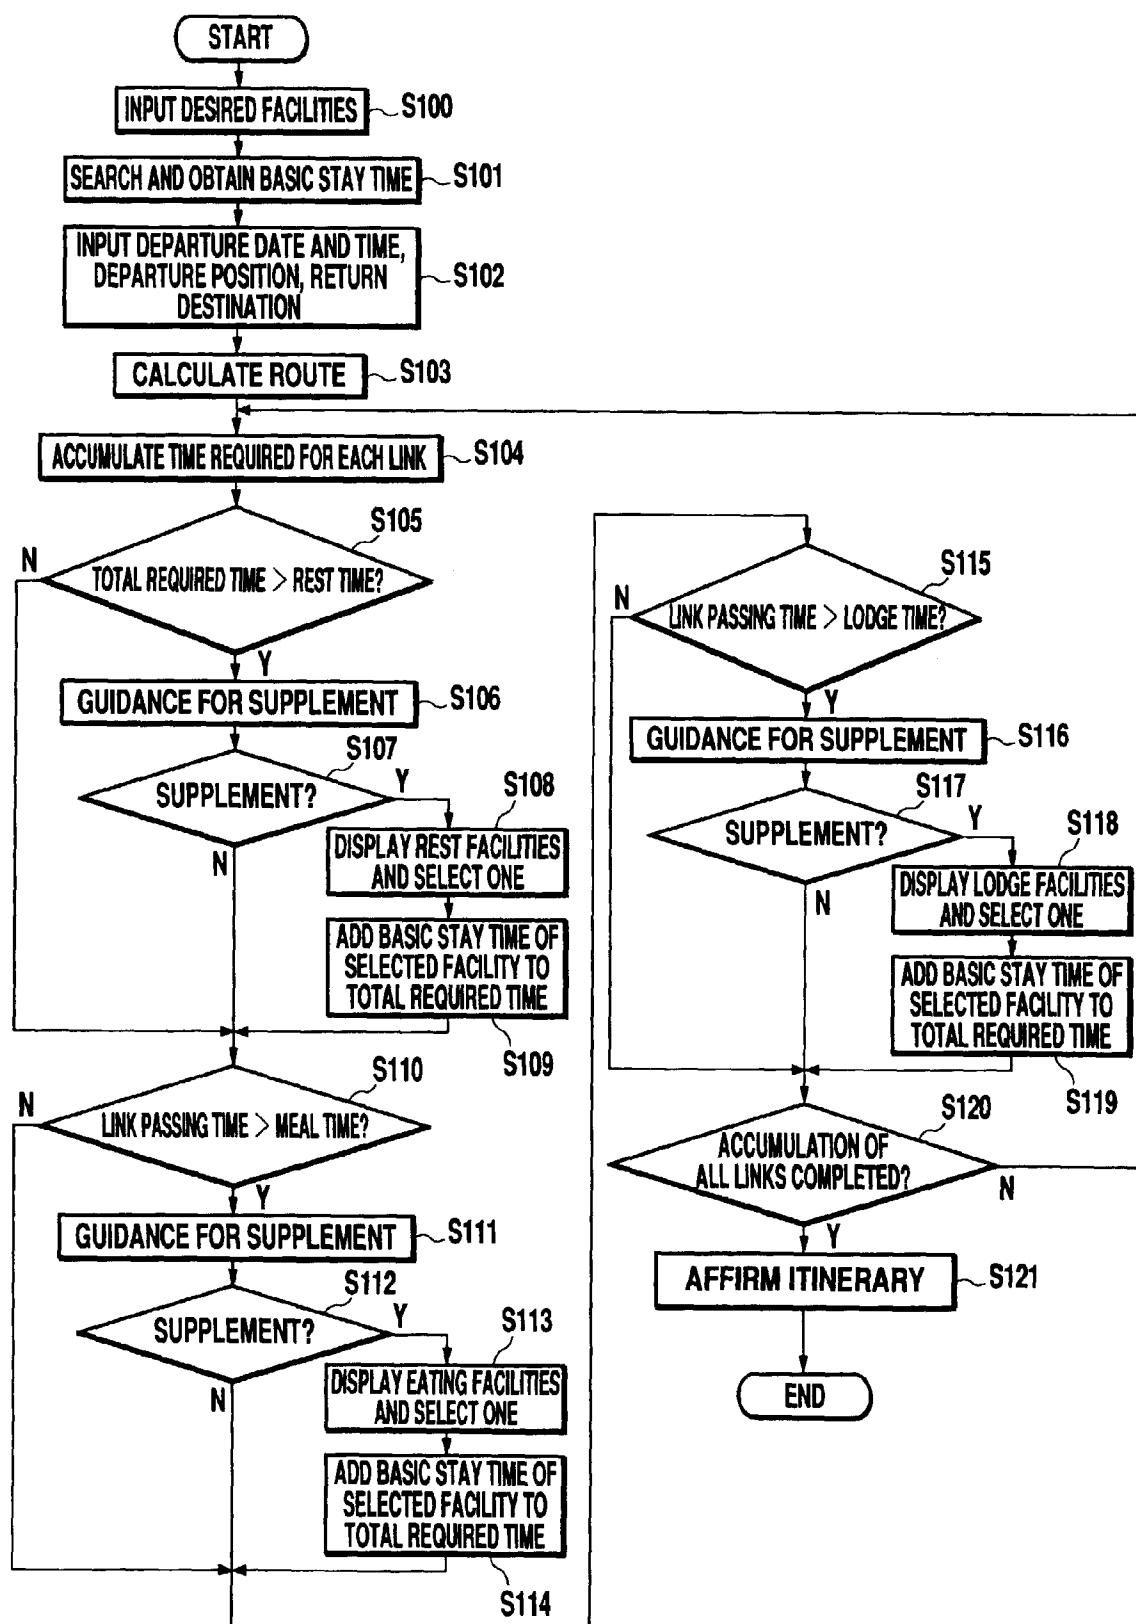 START
INPUT DESIRED FACILITIES
S100
SEARCH AND OBTAIN BASIC STAY TIME
S101
INPUT DEPARTURE DATE AND TIME,
DEPARTURE POSITION, RETURN
DESTINATION
S102
CALCULATE ROUTE
S103
ACCUMULATE TIME REQUIRED FOR EACH LINK
S104
S105
N
TOTAL REQUIRED TIME > REST TIME?
Y
GUIDANCE FOR SUPPLEMENT
S106
S107
SUPPLEMENT?
Y
N
S108
DISPLAY REST FACILITIES
AND SELECT ONE
ADD BASIC STAY TIME OF
SELECTED FACILITY TO
TOTAL REQUIRED TIME
S109
S110
N
LINK PASSING TIME > MEAL TIME?
Y
GUIDANCE FOR SUPPLEMENT
S111
S112
SUPPLEMENT?
Y
N
S113
DISPLAY EATING FACILITIES
AND SELECT ONE
ADD BASIC STAY TIME OF
SELECTED FACILITY TO
TOTAL REQUIRED TIME
S114
S115
N
LINK PASSING TIME > LODGE TIME?
Y
GUIDANCE FOR SUPPLEMENT
S116
S117
SUPPLEMENT?
Y
N
S118
DISPLAY LODGE FACILITIES
AND SELECT ONE
ADD BASIC STAY TIME OF
SELECTED FACILITY TO
TOTAL REQUIRED TIME
S119
S120
ACCUMULATION OF
ALL LINKS COMPLETED?
N
Y
AFFIRM ITINERARY
S121
END